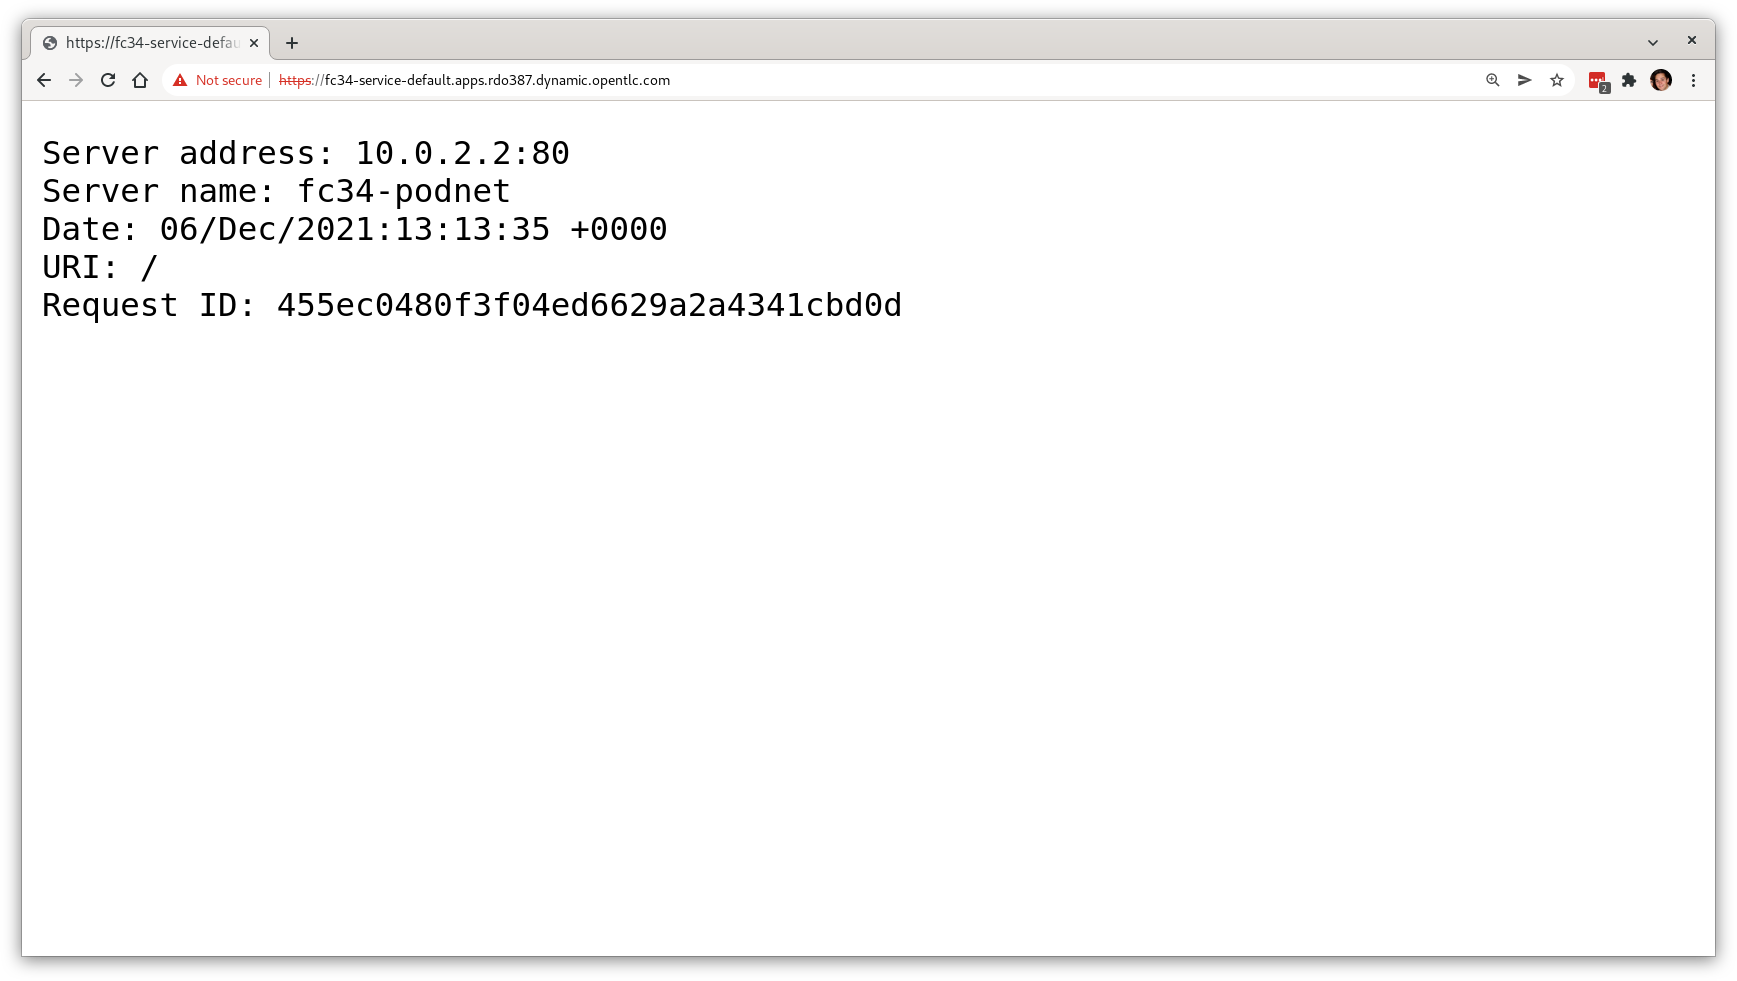 https://fc34-service-defau
Not secure
https://fc34-service-default.apps.rdo387.dynamic.opentlc.com
2
Server address: 10.0.2.2:80
Server name: fc34-podnet
Date: 06/Dec/2021:13:13:35 +0000
URI: /
Request ID: 455ec0480f3f04ed6629a2a4341cbd0d